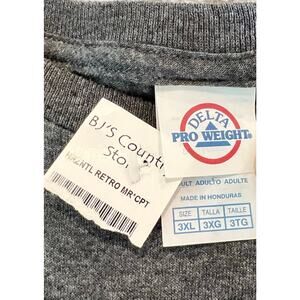 BJ'S Country
Sto
NTL RETRO MR CPT
DELTA
PRO WEIGHT
ADULTO ADULTE
MADE IN HONDURAS
SIZE TALLA TAILLE
3XL 3XG 3TG